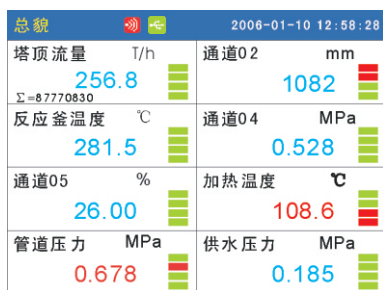 总貌 2006-01-10 12:58:28
塔顶流量 T/h
256.8
Σ=87770830
通道02 mm
1082
反应釜温度 ℃
281.5
通道04 MPa
0.528
通道05 %
26.00
加热温度 ℃
108.6
管道压力 MPa
0.678
供水压力 MPa
0.185